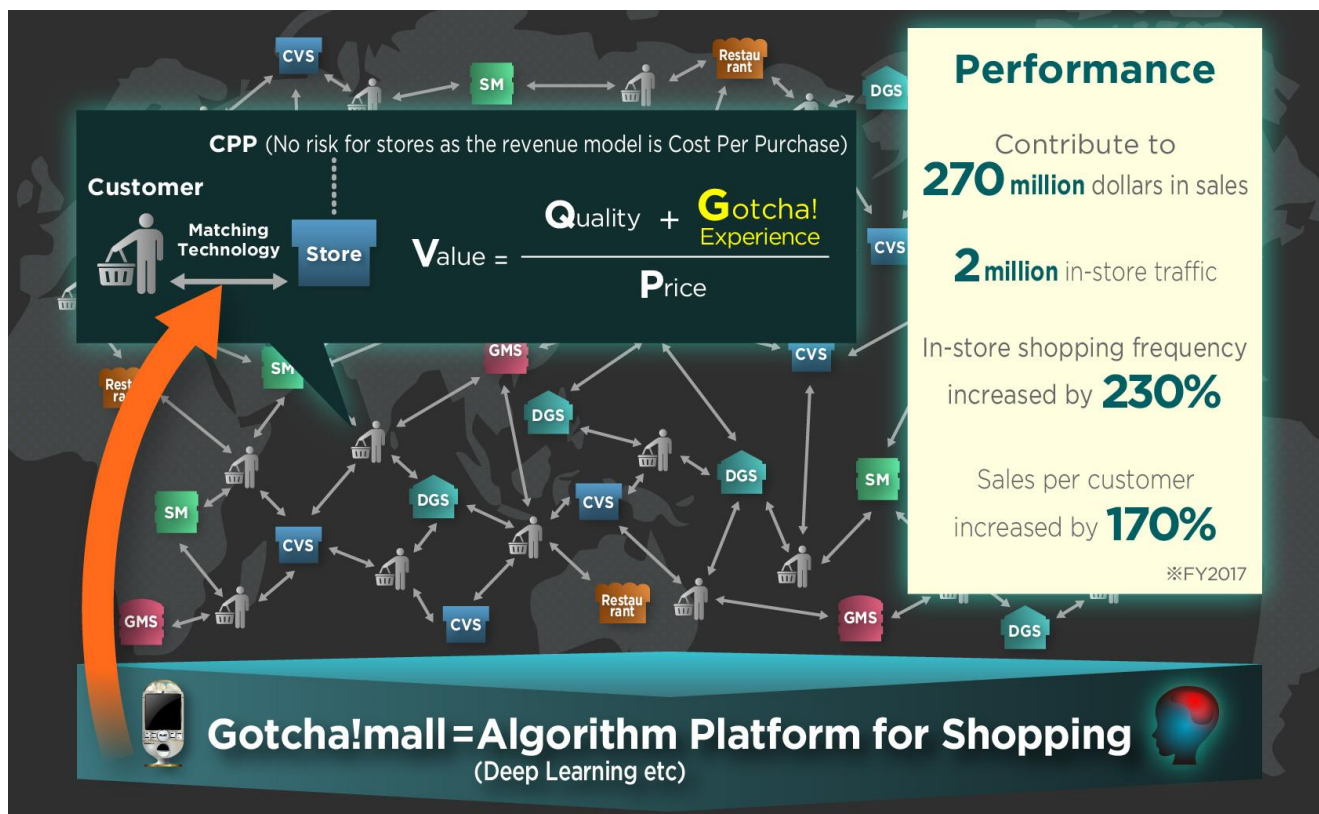 CVS
SM
Restau
rant
DGS
CPP (No risk for stores as the revenue model is Cost Per Purchase)
Customer
Matching
Technology
Store
Value = Quality + Gotcha!
Experience
Price
Performance
Contribute to
270 million dollars in sales
2 million in-store traffic
In-store shopping frequency
increased by 230%
Sales per customer
increased by 170%
※FY2017
CVS
GMS
CVS
SM
Restau
rant
DGS
DGS
SM
DGS
CVS
SM
CVS
Restau
rant
GMS
CVS
GMS
DGS
Gotcha!mall=Algorithm Platform for Shopping
(Deep Learning etc)